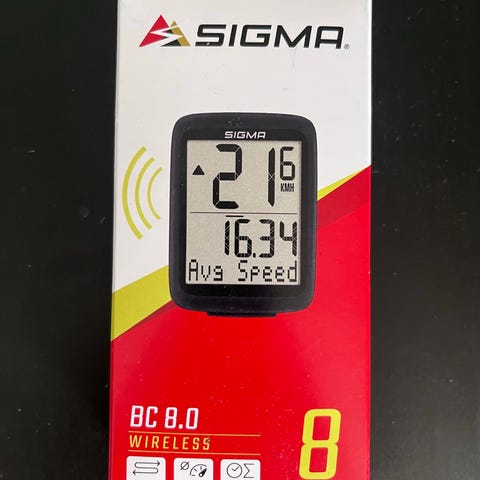 SIGMA®
SIGMA
21 6
KMH
16.34
Avg Speed
BC 8.0
WIRELESS
8
Ø
Σ